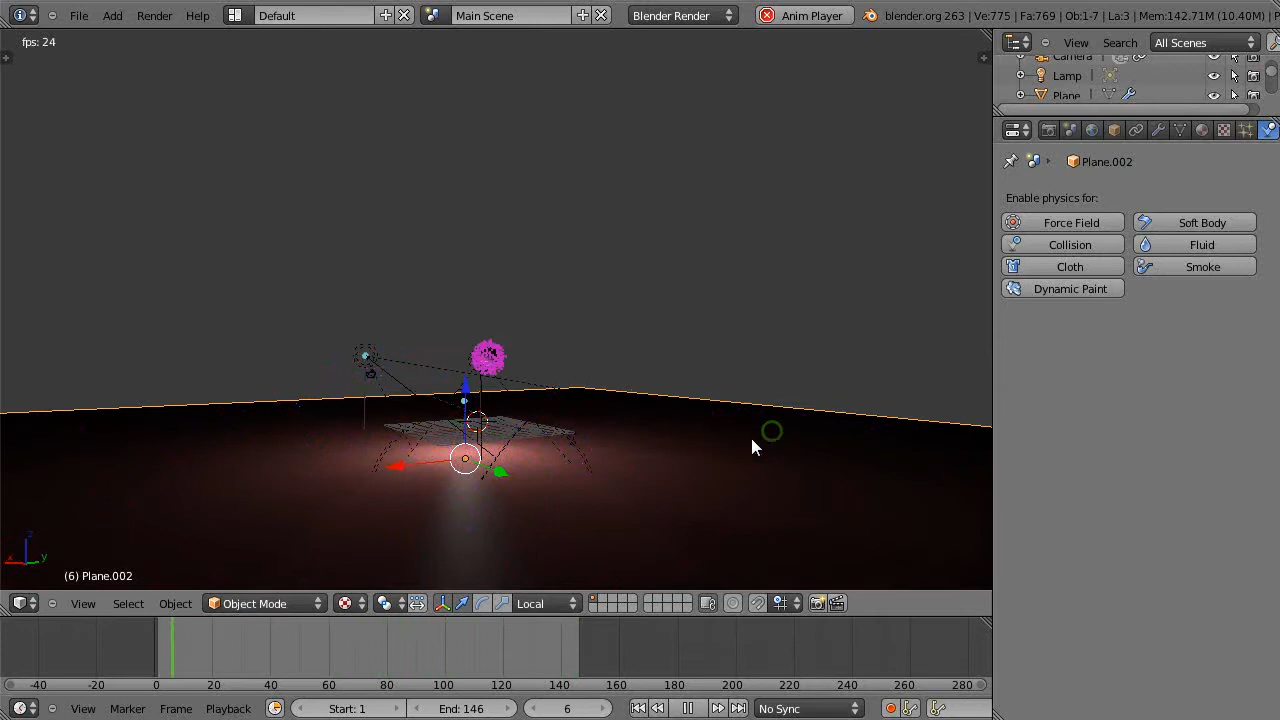 File Add Render Help Default Main Scene Blender Render Anim Player blender.org 263 | Ve:775 | Fa:769 | Ob:1-7 | La:3 | Mem:142.71M (10.40M) |
fps: 24
View Search All Scenes
Camera
Lamp
Plane
Plane.002
Enable physics for:
Force Field Soft Body
Collision Fluid
Cloth Smoke
Dynamic Paint
z
x y
(6) Plane.002
View Select Object Object Mode Local
-40 -20 0 20 40 60 80 100 120 140 160 180 200 220 240 260 280
View Marker Frame Playback Start: 1 End: 146 6 No Sync